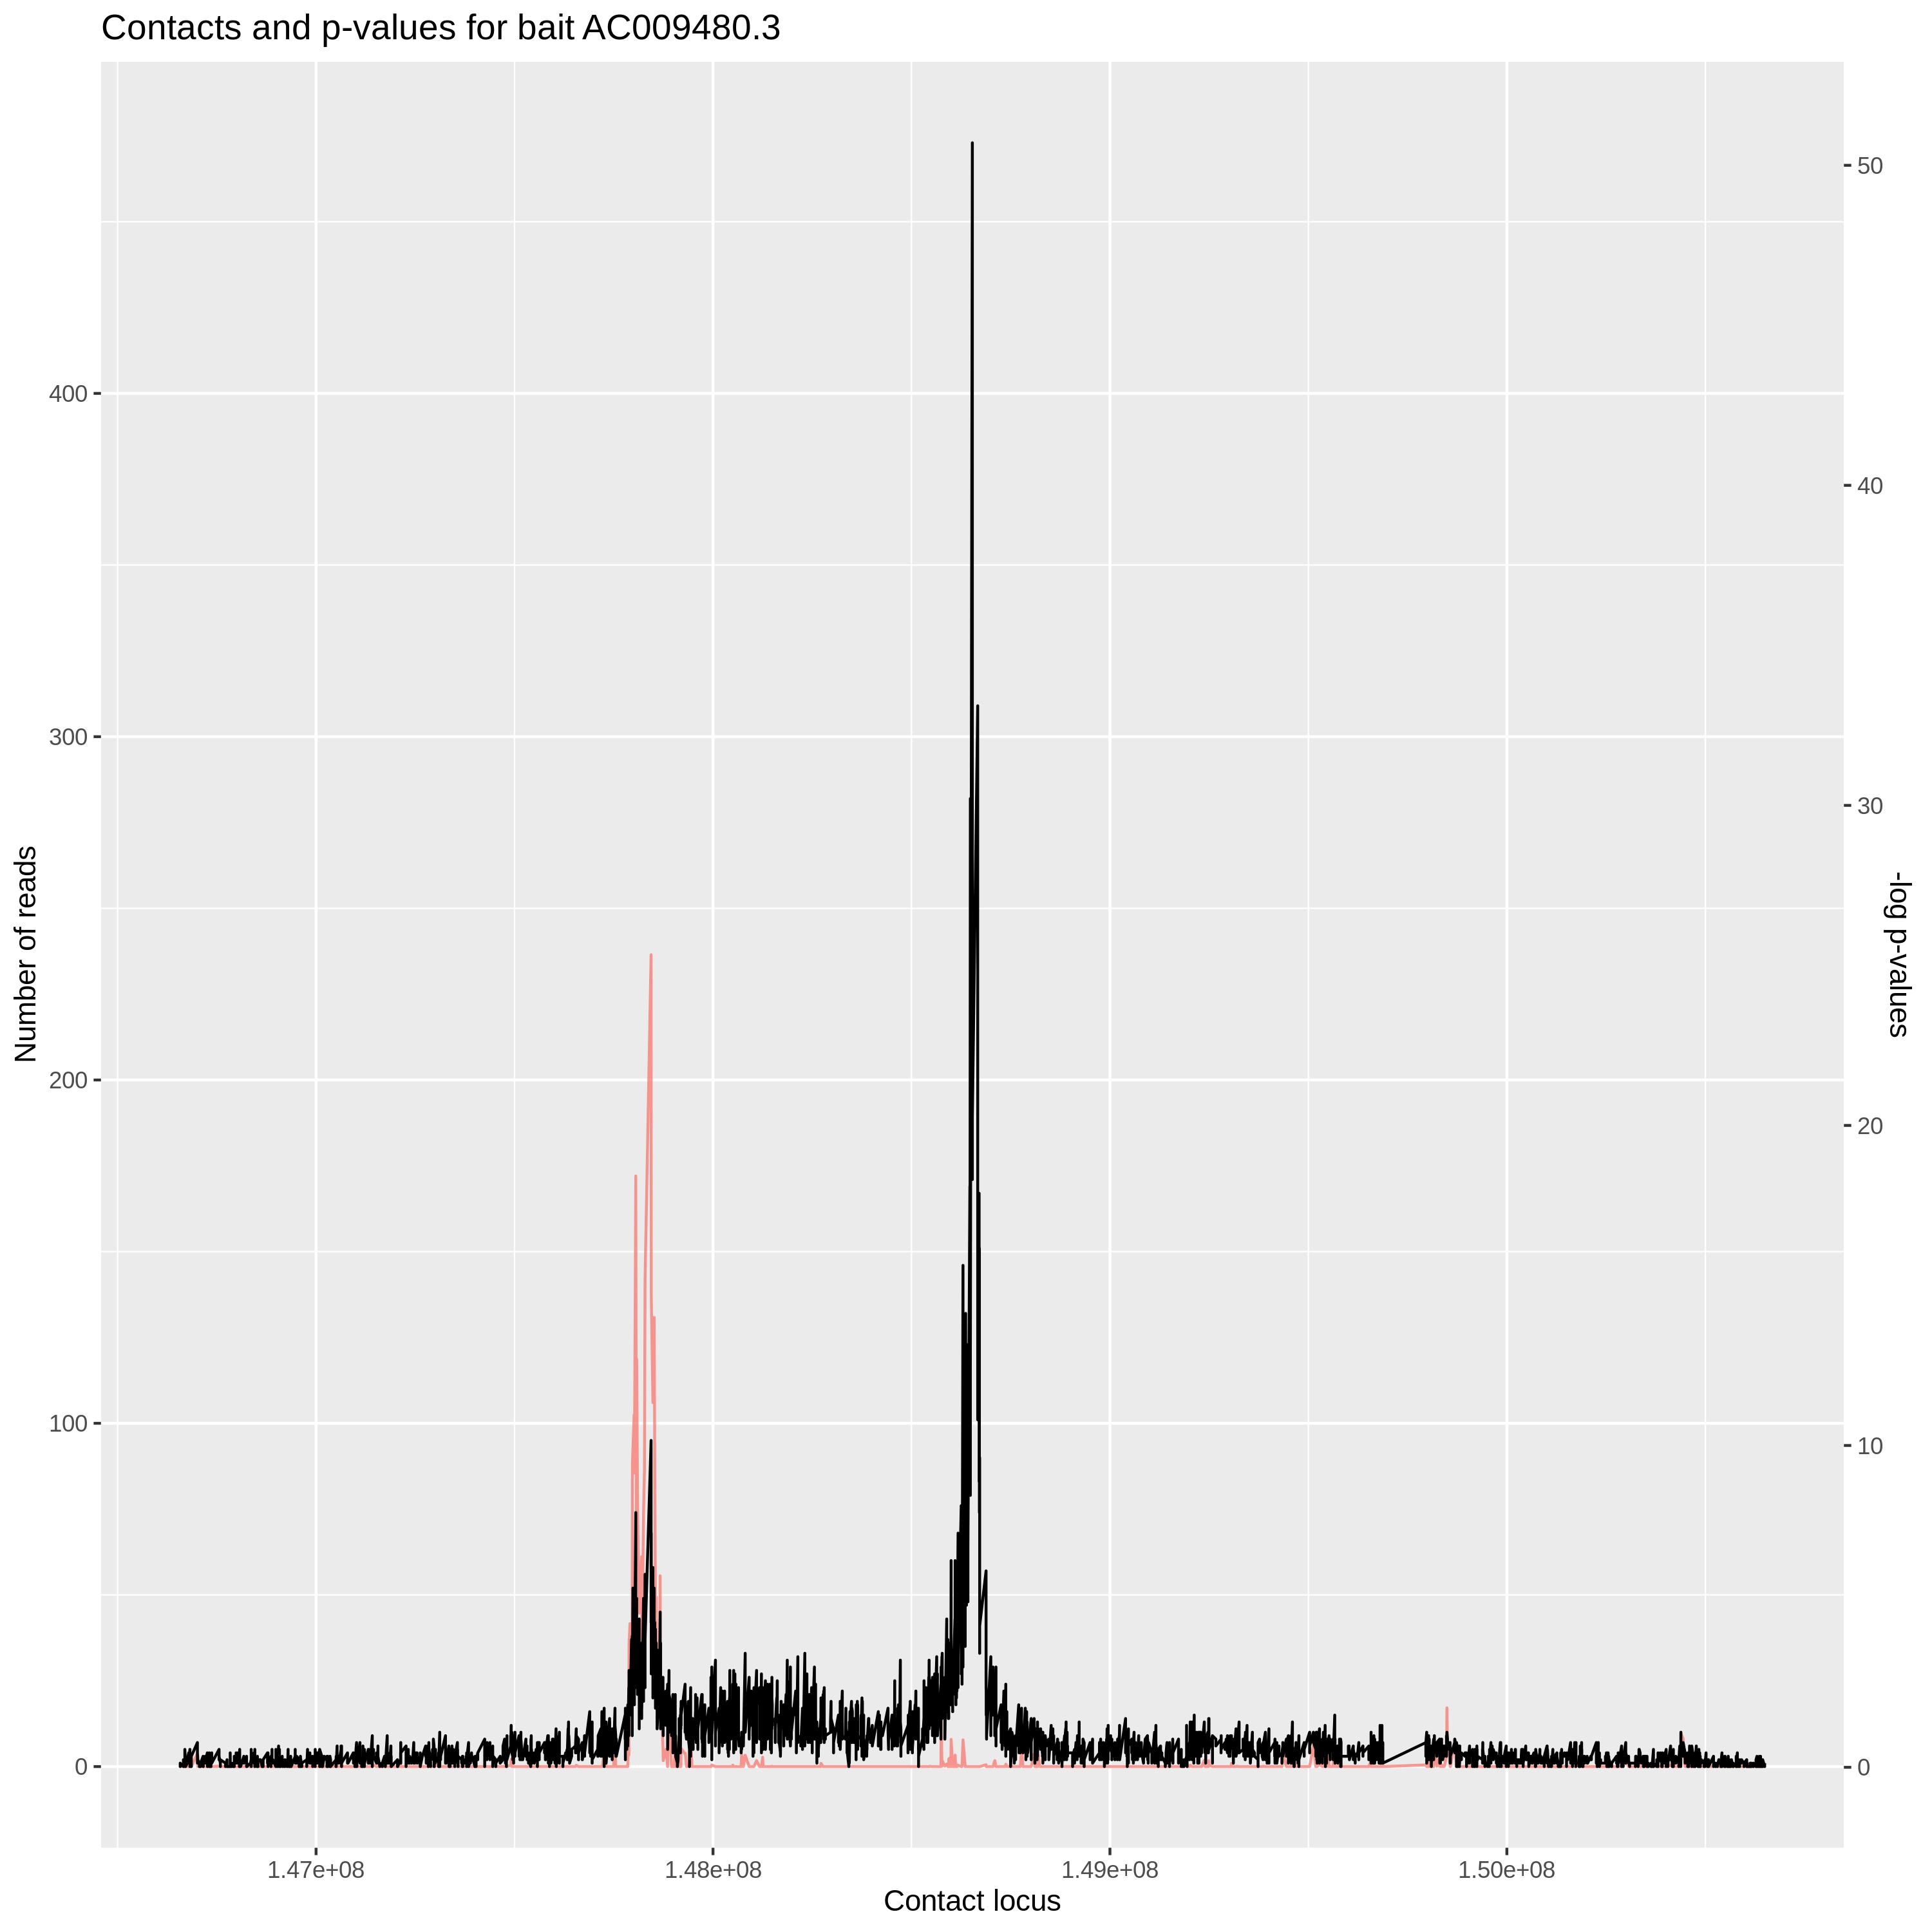 Contacts and p-values for bait AC009480.3
Number of reads
400
300
200
100
0
50
40
30
20
10
0
-log p-values
1.47e+08
1.48e+08
1.49e+08
1.50e+08
Contact locus